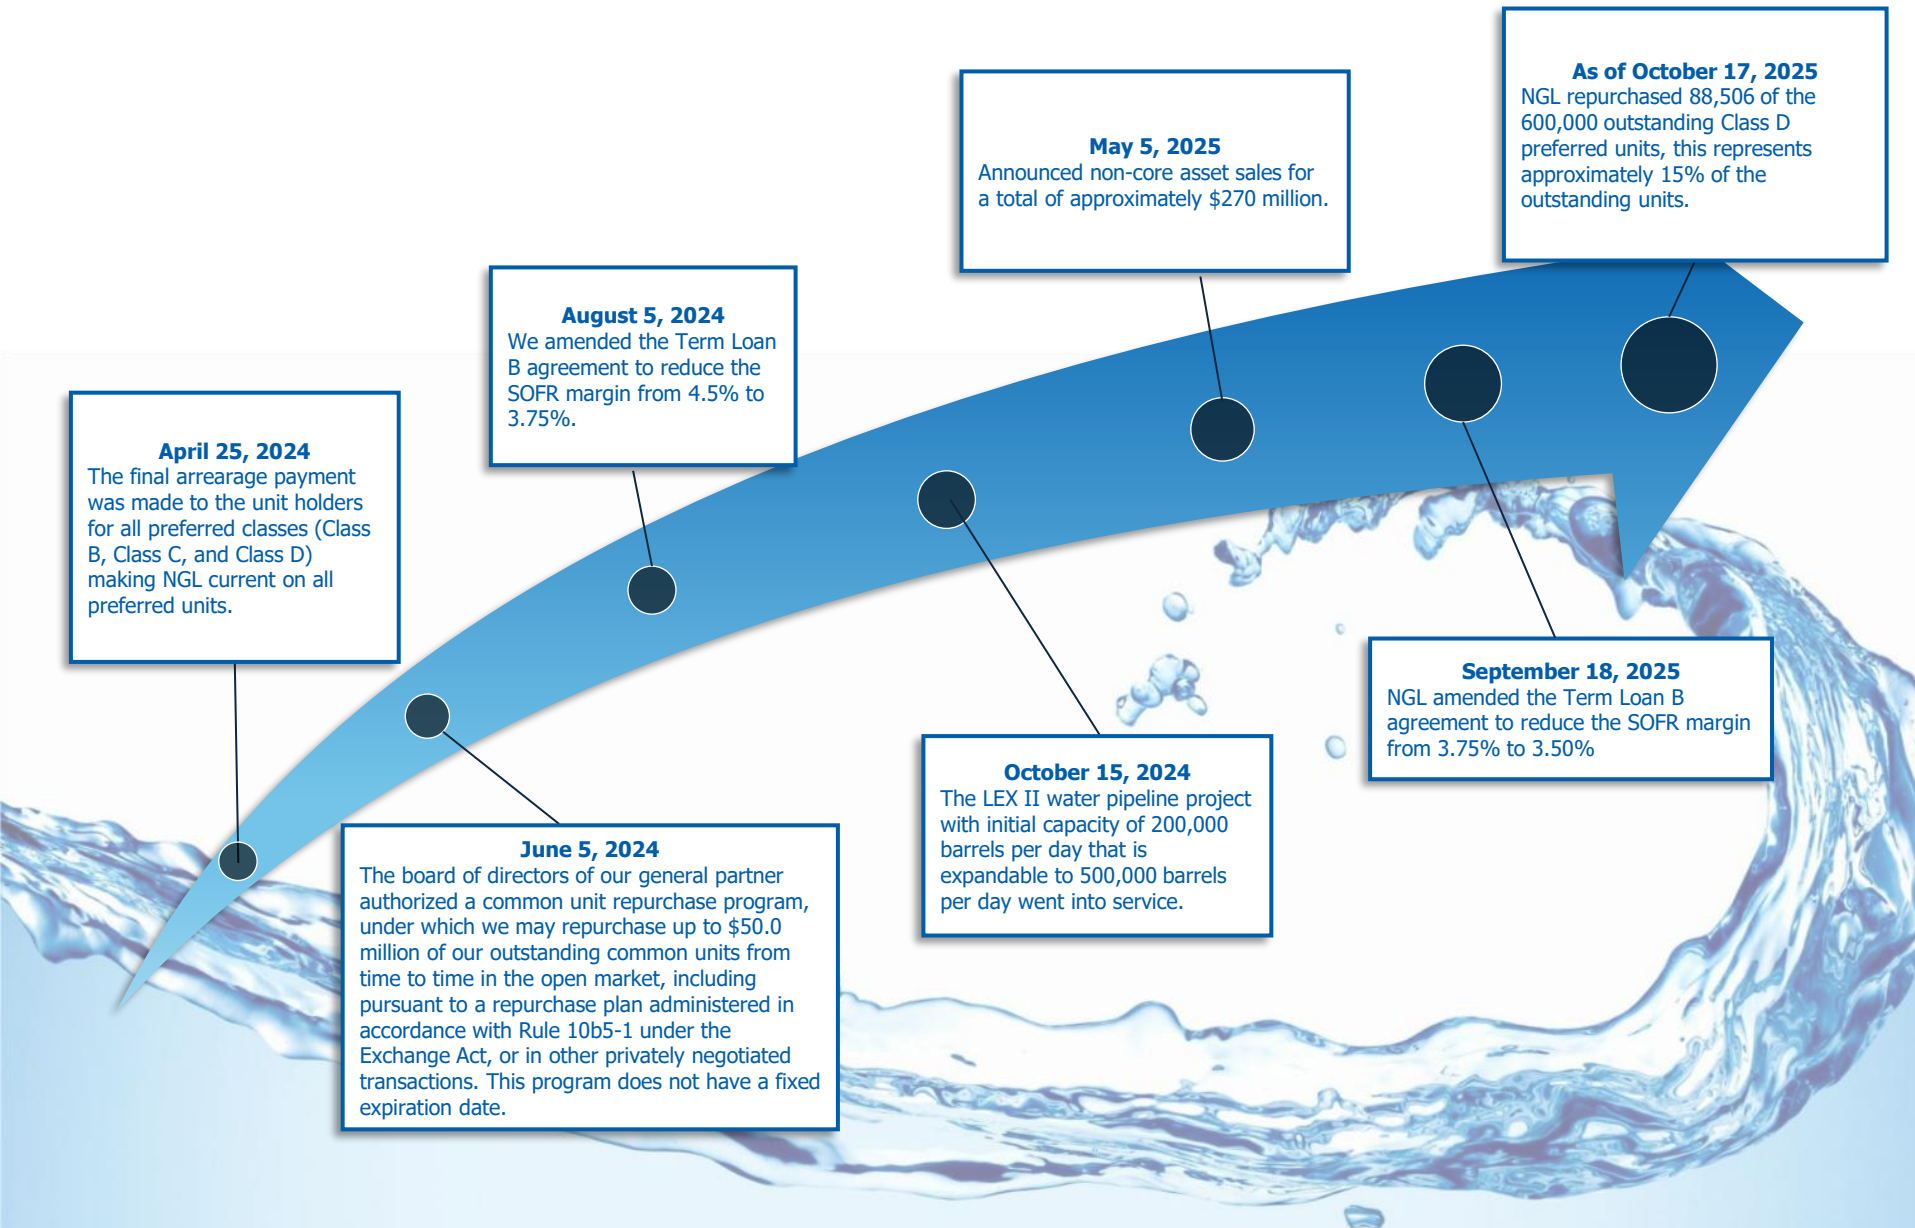 April 25, 2024
The final arrearage payment
was made to the unit holders
for all preferred classes (Class
B, Class C, and Class D)
making NGL current on all
preferred units.
June 5, 2024
The board of directors of our general partner
authorized a common unit repurchase program,
under which we may repurchase up to $50.0
million of our outstanding common units from
time to time in the open market, including
pursuant to a repurchase plan administered in
accordance with Rule 10b5-1 under the
Exchange Act, or in other privately negotiated
transactions. This program does not have a fixed
expiration date.
August 5, 2024
We amended the Term Loan
B agreement to reduce the
SOFR margin from 4.5% to
3.75%.
October 15, 2024
The LEX II water pipeline project
with initial capacity of 200,000
barrels per day that is
expandable to 500,000 barrels
per day went into service.
May 5, 2025
Announced non-core asset sales for
a total of approximately $270 million.
September 18, 2025
NGL amended the Term Loan B
agreement to reduce the SOFR margin
from 3.75% to 3.50%
As of October 17, 2025
NGL repurchased 88,506 of the
600,000 outstanding Class D
preferred units, this represents
approximately 15% of the
outstanding units.